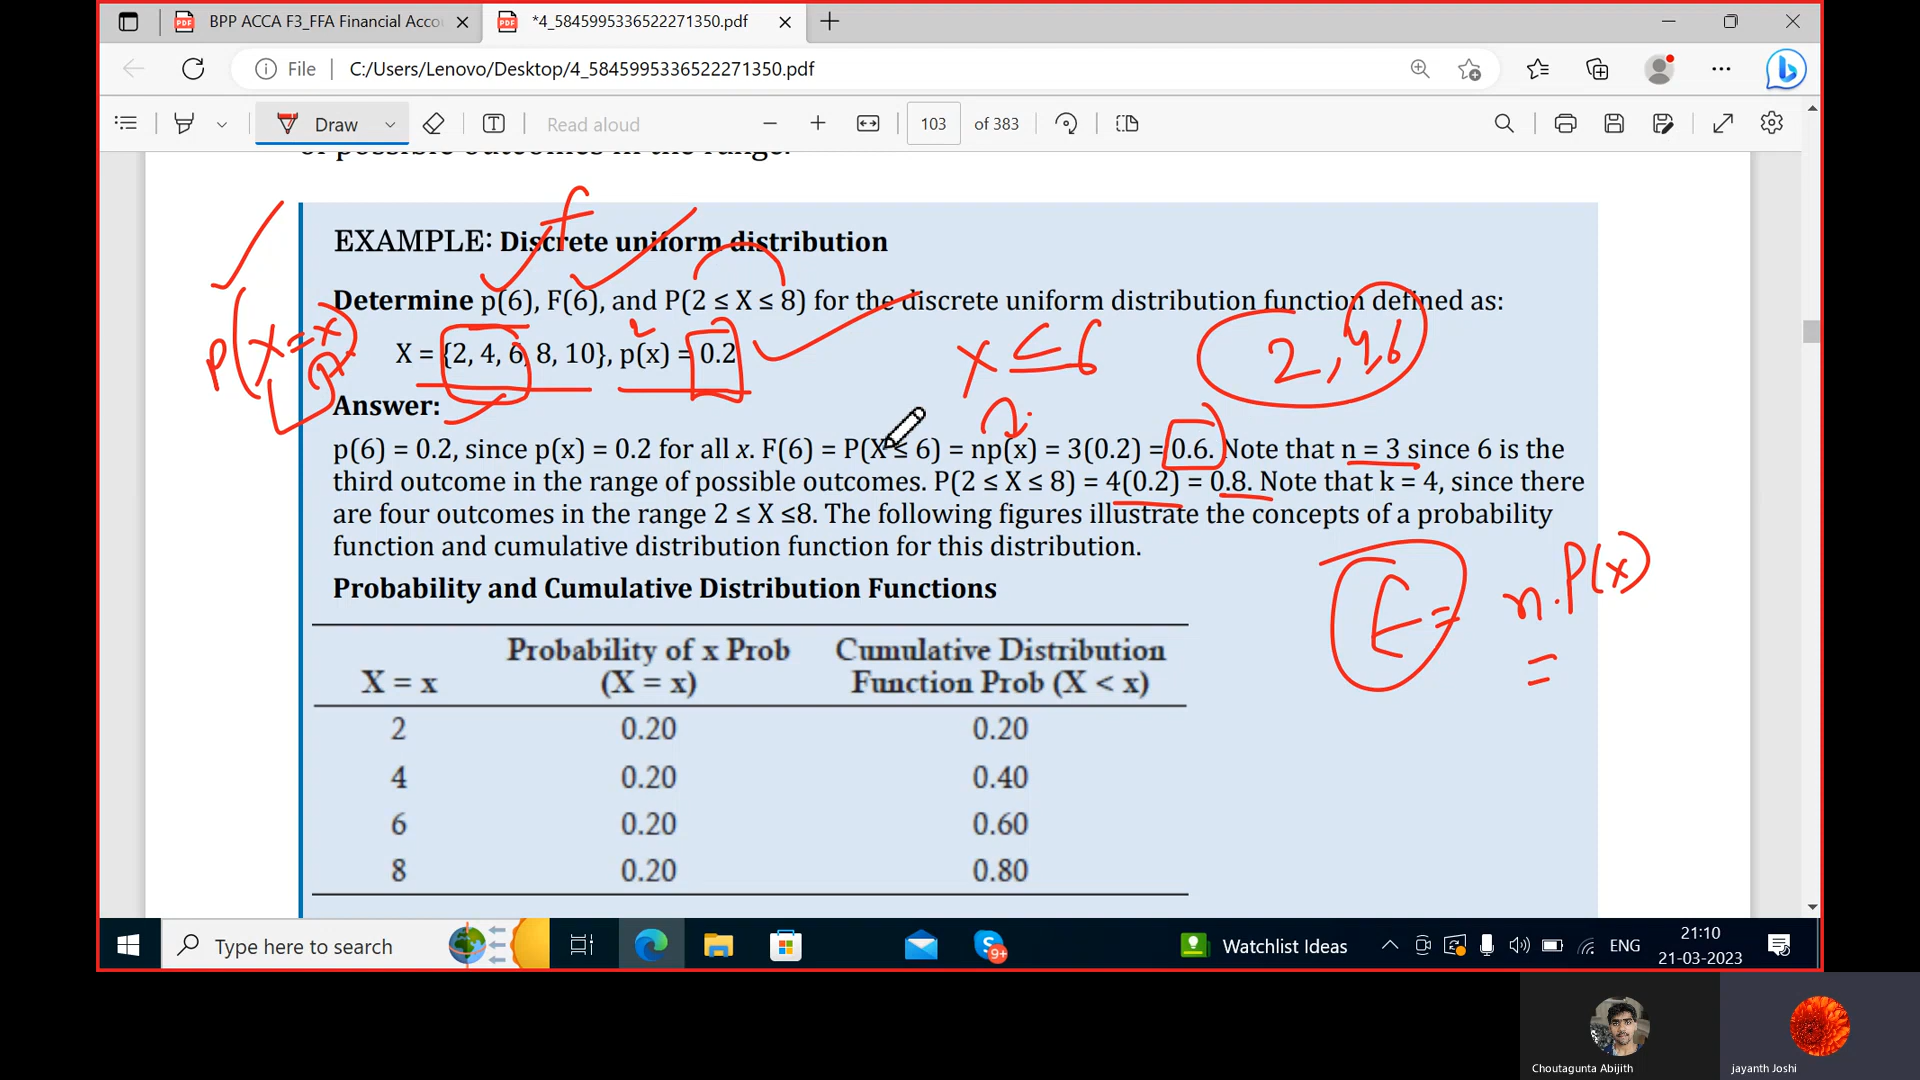 BPP ACCA F3_FFA Financial Acco
*4_5845995336522271350.pdf
File
C:/Users/Lenovo/Desktop/4_5845995336522271350.pdf
Draw
Read aloud
103
of 383
of possible outcomes in the range.
EXAMPLE: Discrete uniform distribution
Determine p(6), F(6), and P(2 ≤ X ≤ 8) for the discrete uniform distribution function defined as:
X = {2, 4, 6, 8, 10}, p(x) = 0.2
P(X=x)
x ≤ 6
2, 4, 6
Answer:
p(6) = 0.2, since p(x) = 0.2 for all x. F(6) = P(X ≤ 6) = np(x) = 3(0.2) = 0.6. Note that n = 3 since 6 is the
third outcome in the range of possible outcomes. P(2 ≤ X ≤ 8) = 4(0.2) = 0.8. Note that k = 4, since there
are four outcomes in the range 2 ≤ X ≤8. The following figures illustrate the concepts of a probability
function and cumulative distribution function for this distribution.
E = n.P(x)
=
Probability and Cumulative Distribution Functions
X = x
Probability of x Prob
(X = x)
Cumulative Distribution
Function Prob (X < x)
2 0.20 0.20
4 0.20 0.40
6 0.20 0.60
8 0.20 0.80
Type here to search
9+
Watchlist Ideas
ENG
21:10
21-03-2023
Choutagunta Abijith
jayanth Joshi